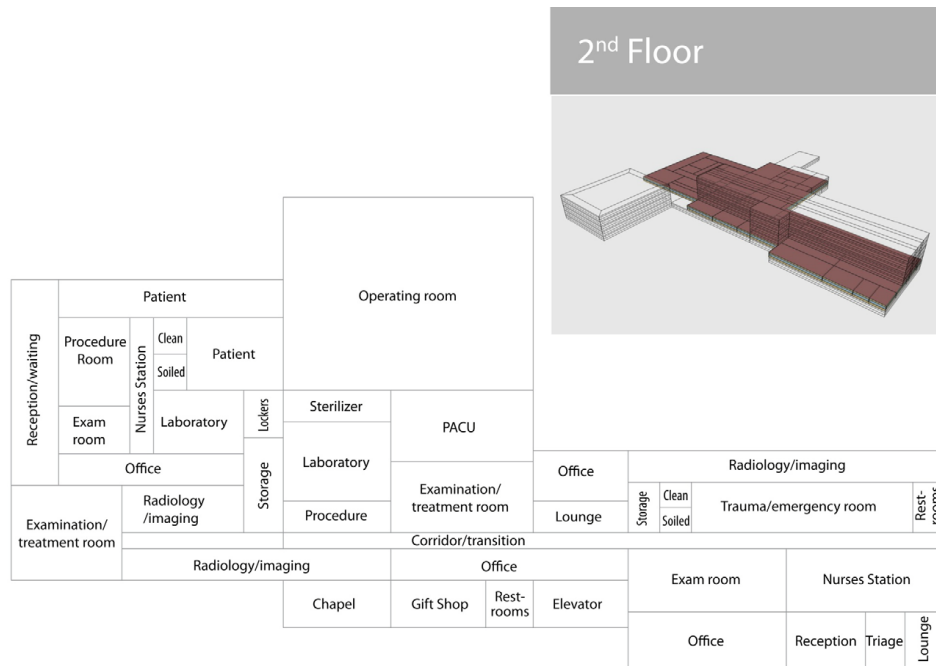 2nd Floor
Operating room
Patient
Reception/waiting
Procedure
Room
Nurses Station
Clean
Soiled
Patient
Exam
room
Laboratory
Lockers
Office
Storage
Sterilizer
PACU
Laboratory
Examination/
treatment room
Procedure
Office
Lounge
Radiology/imaging
Storage
Clean
Soiled
Trauma/emergency room
Rest-
rooms
Examination/
treatment room
Radiology
/imaging
Corridor/transition
Radiology/imaging
Office
Exam room
Nurses Station
Chapel
Gift Shop
Rest-
rooms
Elevator
Office
Reception
Triage
Lounge